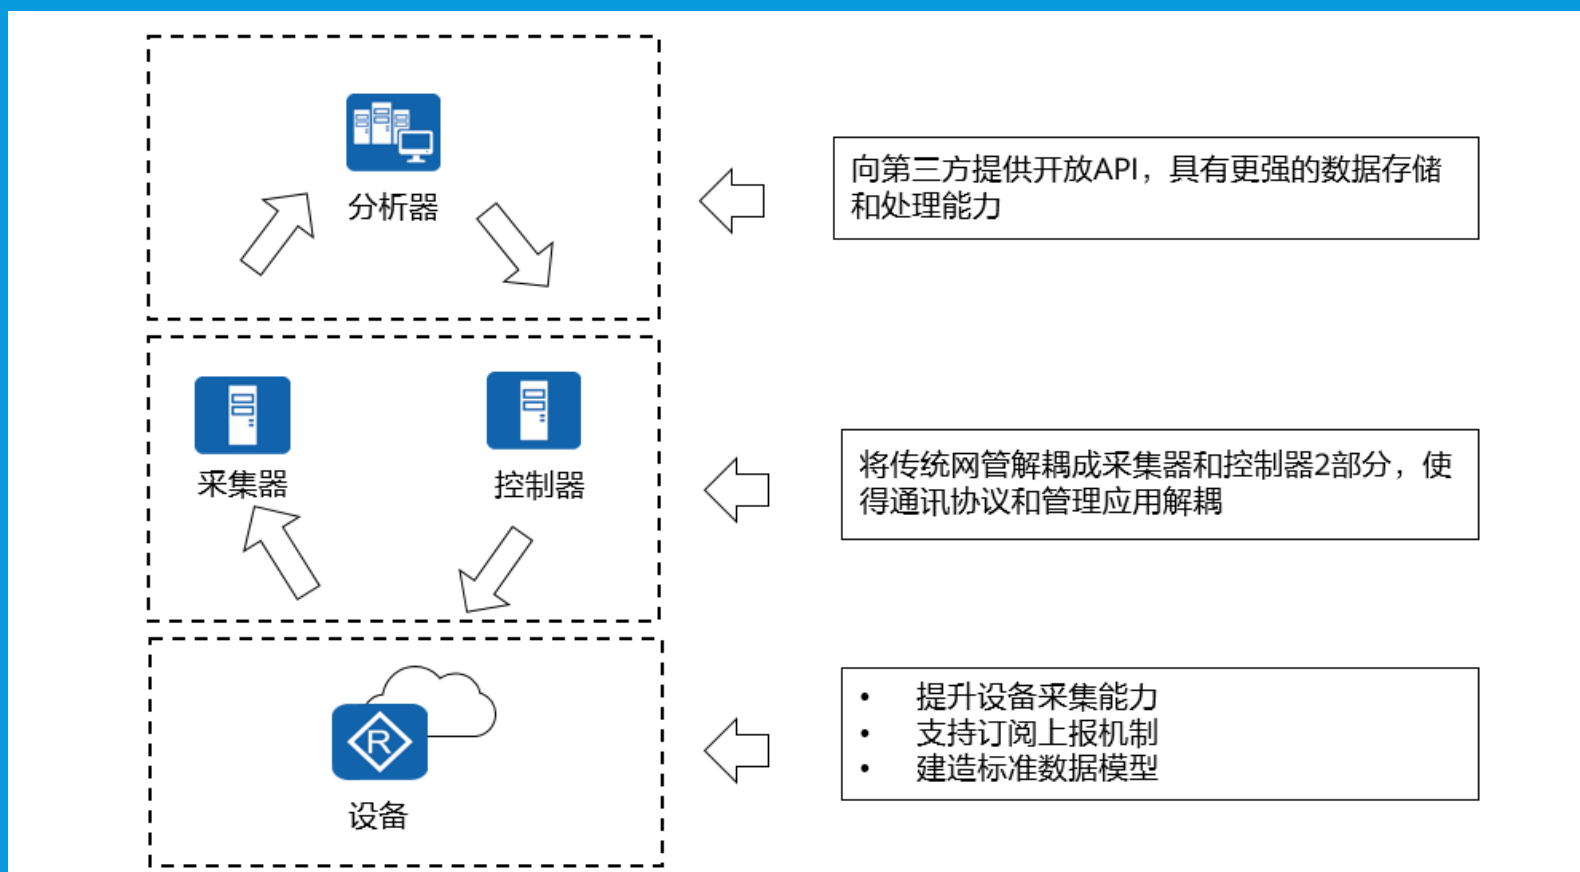 分析器
向第三方提供开放API，具有更强的数据存储
和处理能力
采集器
控制器
将传统网管解耦成采集器和控制器2部分，使
得通讯协议和管理应用解耦
R
设备
• 提升设备采集能力
• 支持订阅上报机制
• 建造标准数据模型